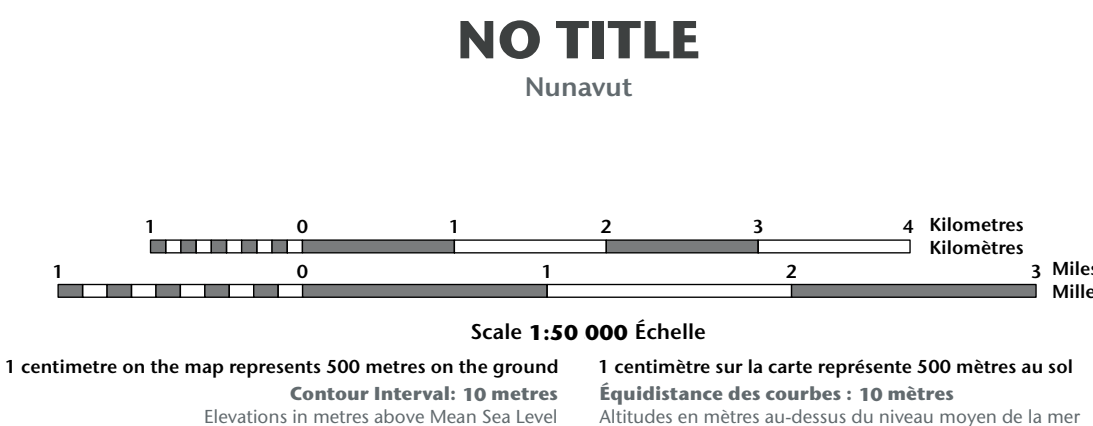 NO TITLE
Nunavut
1 0 1 2 3 4 Kilometres
Kilomètres
1 0 1 2 3 Miles
Mille
Scale 1:50 000 Échelle
1 centimetre on the map represents 500 metres on the ground
Contour Interval: 10 metres
Elevations in metres above Mean Sea Level
1 centimètre sur la carte représente 500 mètres au sol
Équidistance des courbes : 10 mètres
Altitudes en mètres au-dessus du niveau moyen de la mer